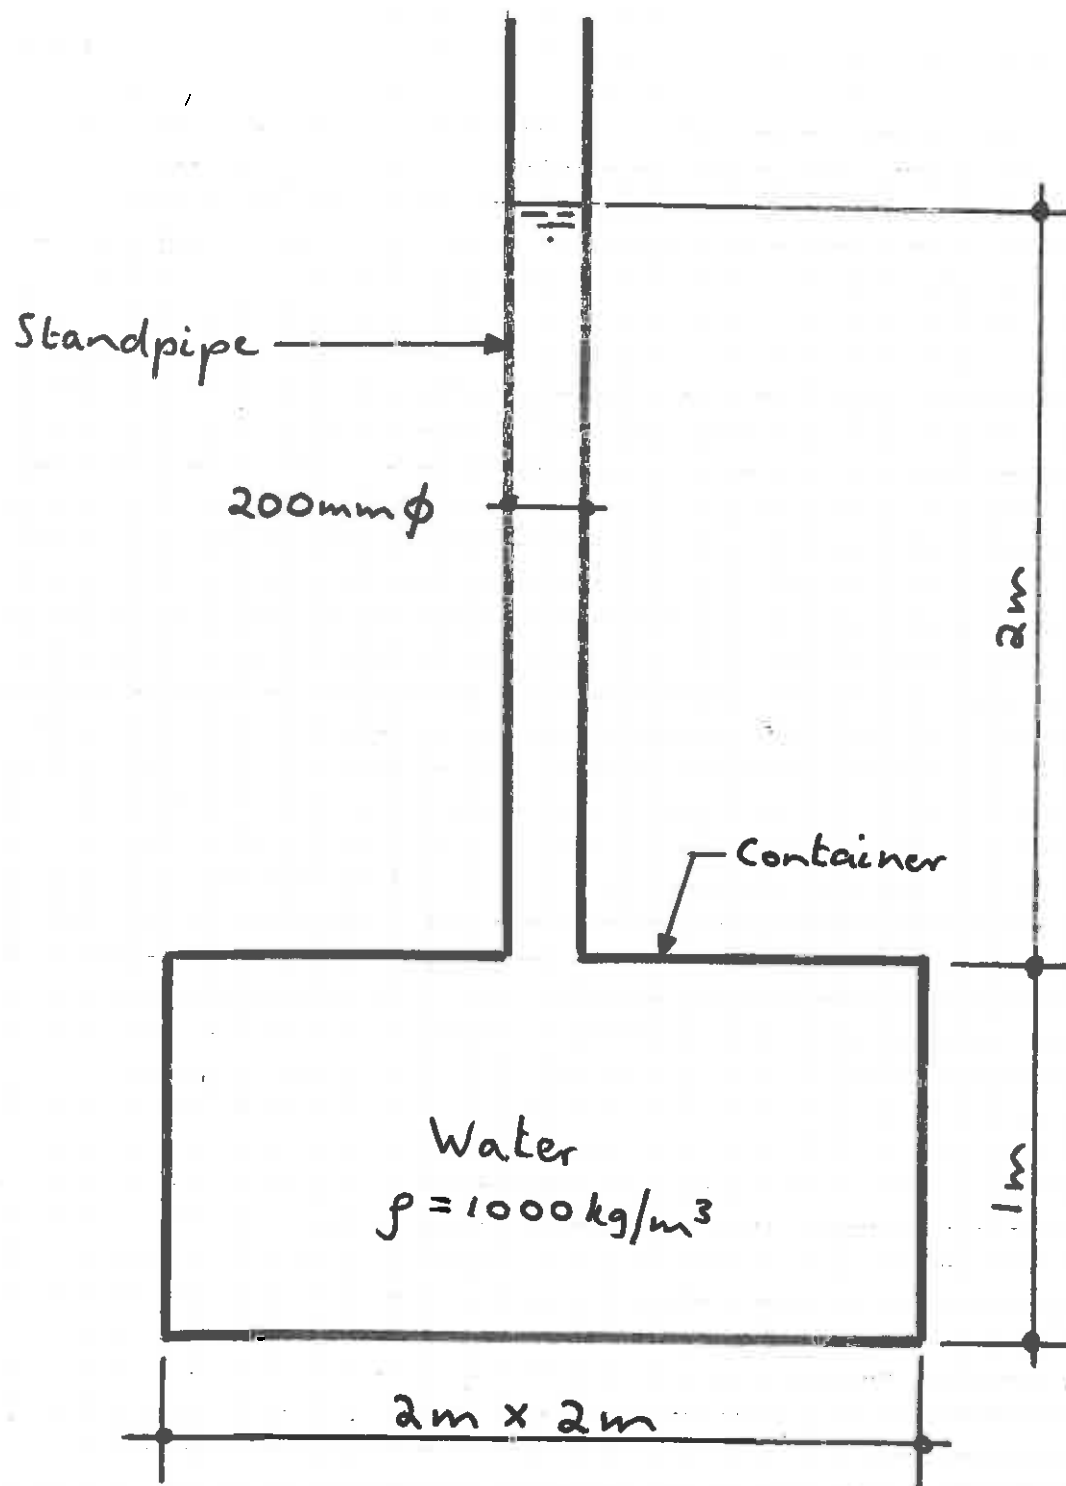 Standpipe
200mm ϕ
2m
Container
Water
ρ = 1000 kg/m³
1m
2m x 2m